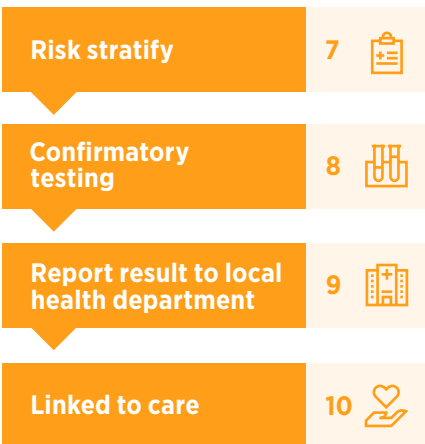 Risk stratify 7
Confirmatory
testing
8
Report result to local
health department
9
Linked to care 10